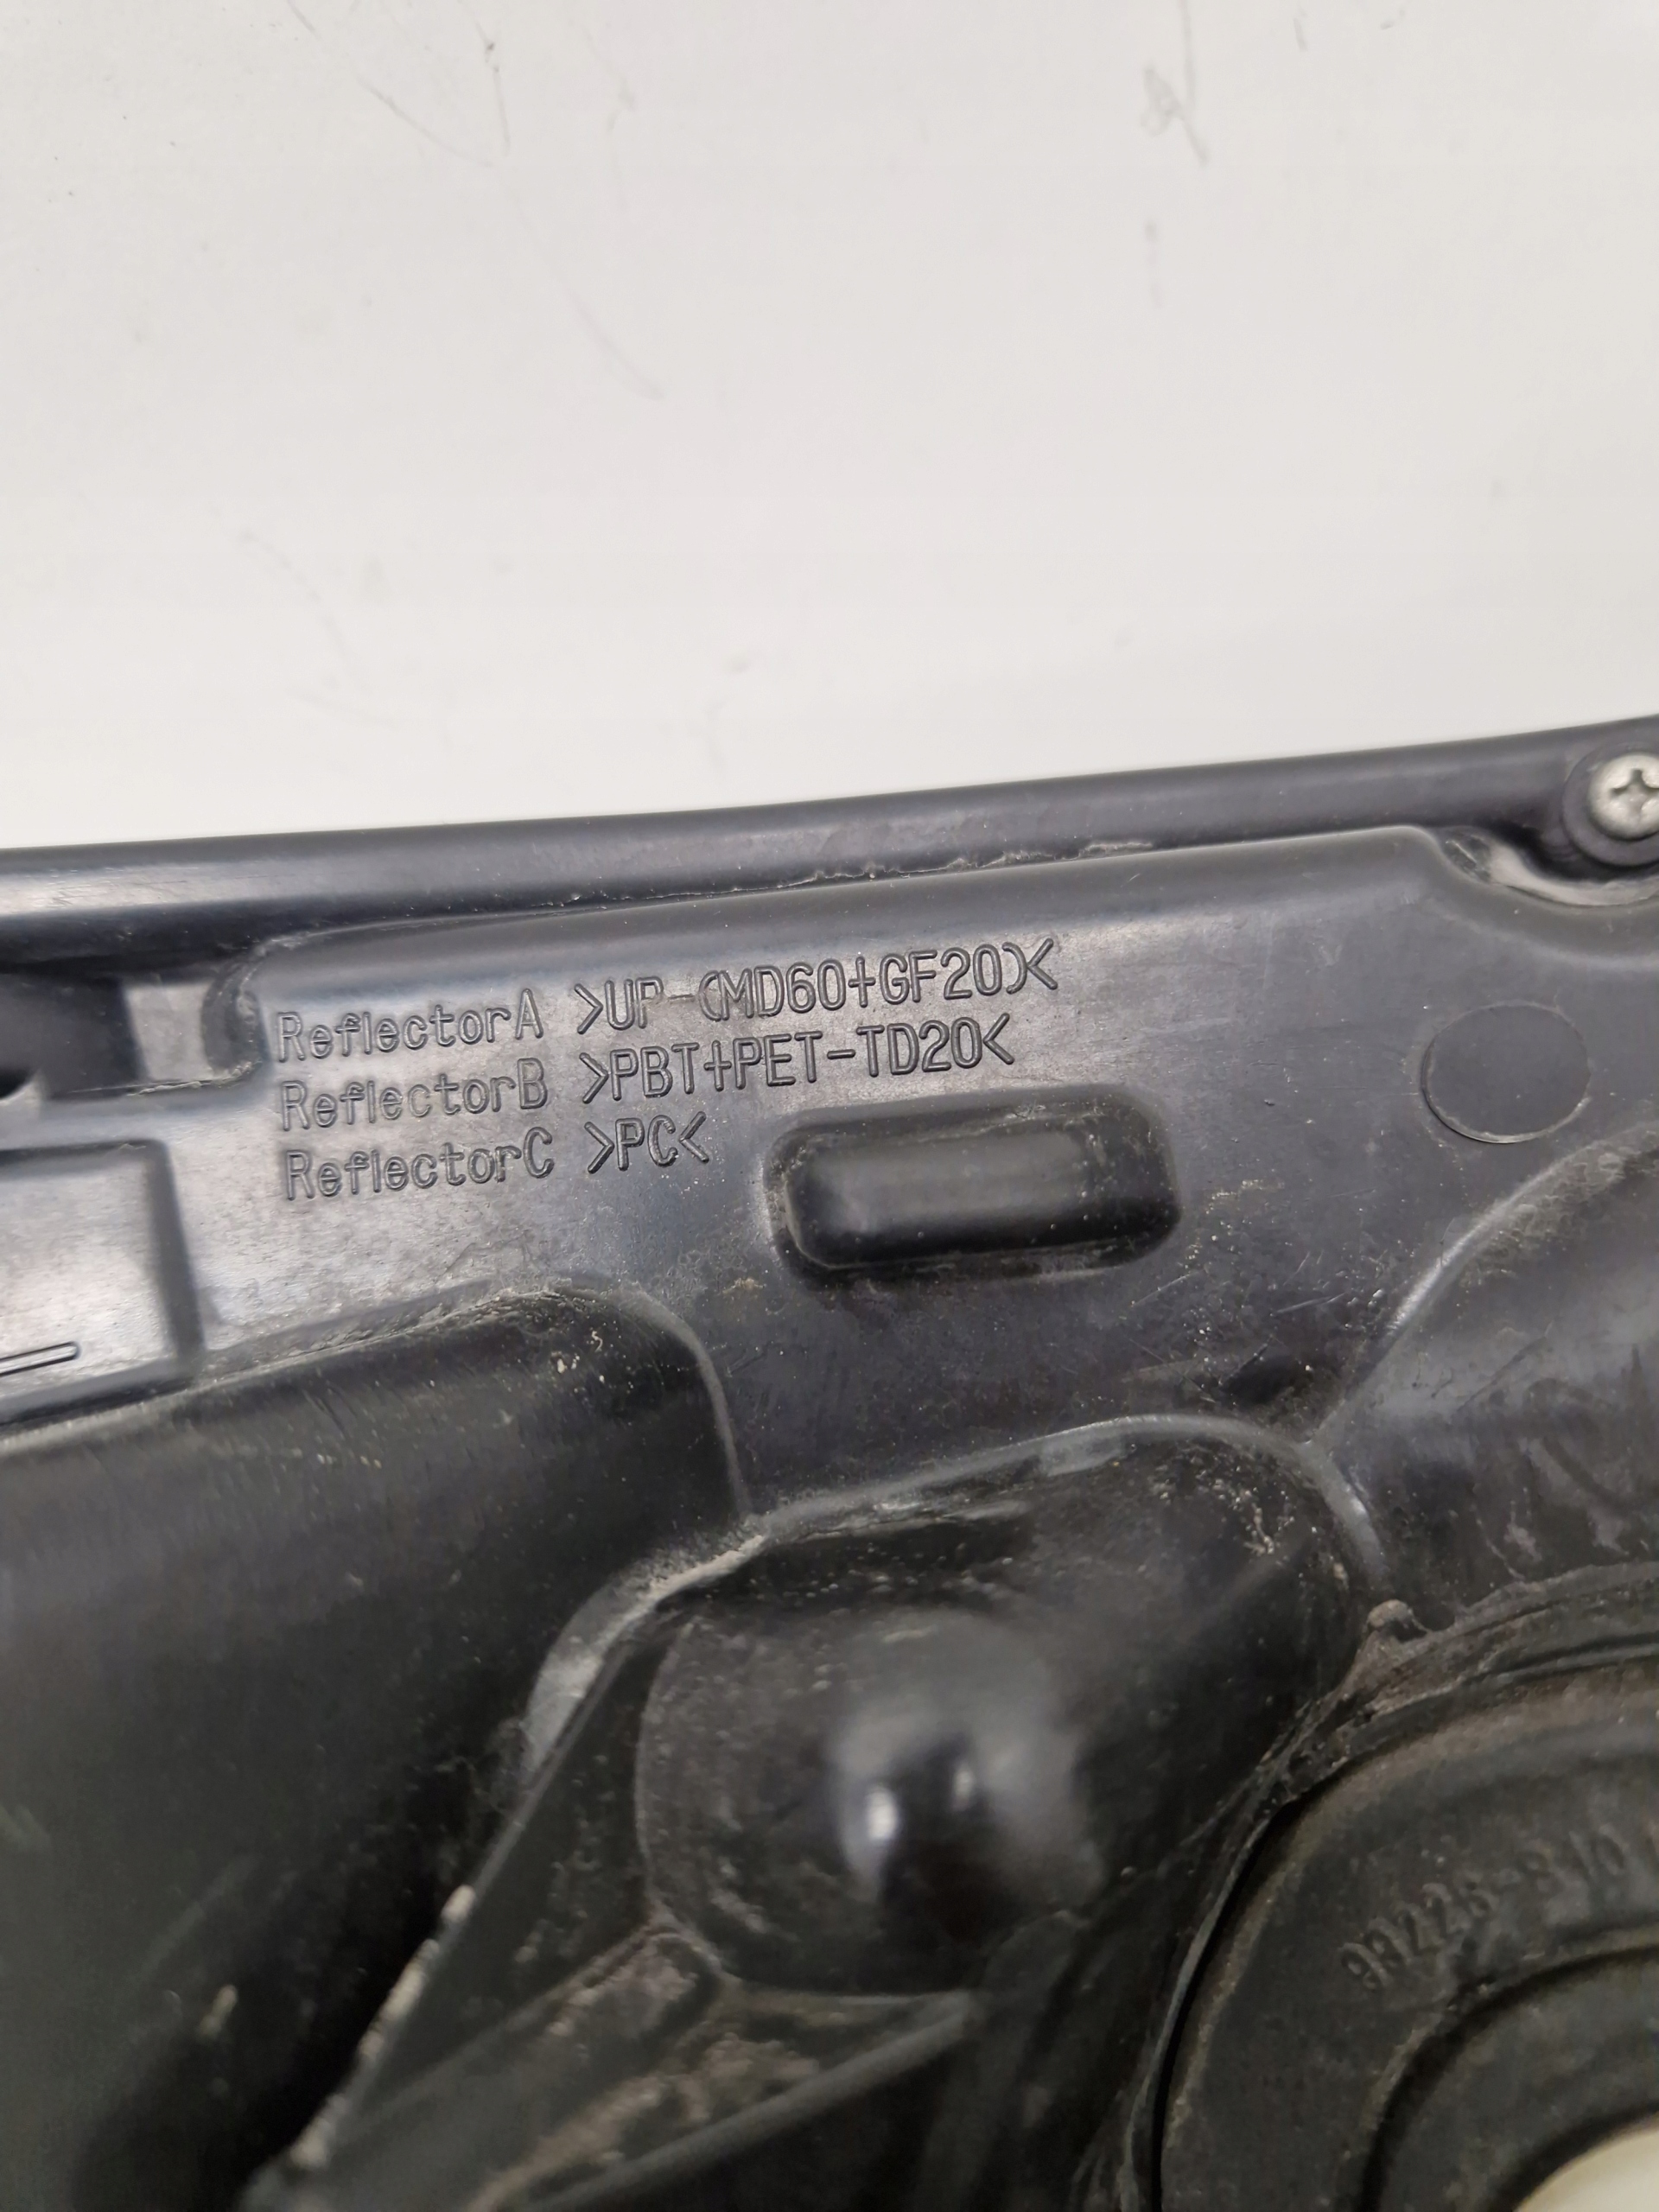 ReflectorA >UP-(MD60+GF20)<
ReflectorB >PBT+PET-TD20<
ReflectorC >PC<